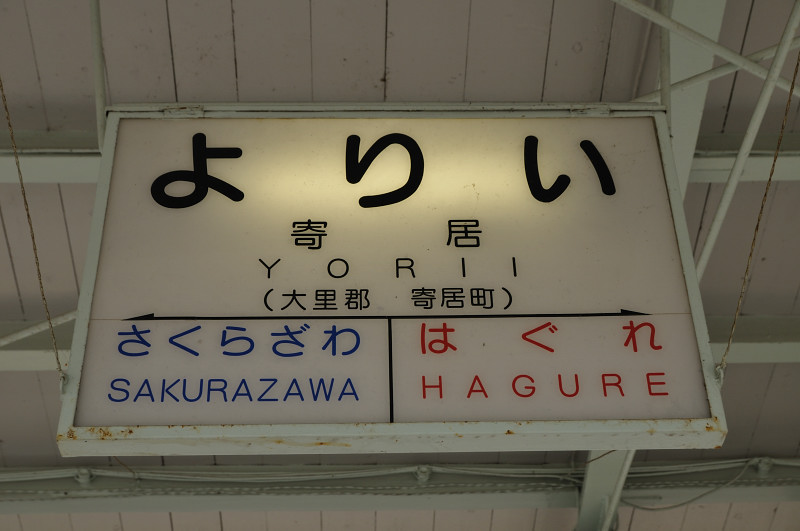 よりい
寄居
YORII
(大里郡 寄居町)
さくらざわ はぐれ
SAKURAZAWA HAGURE